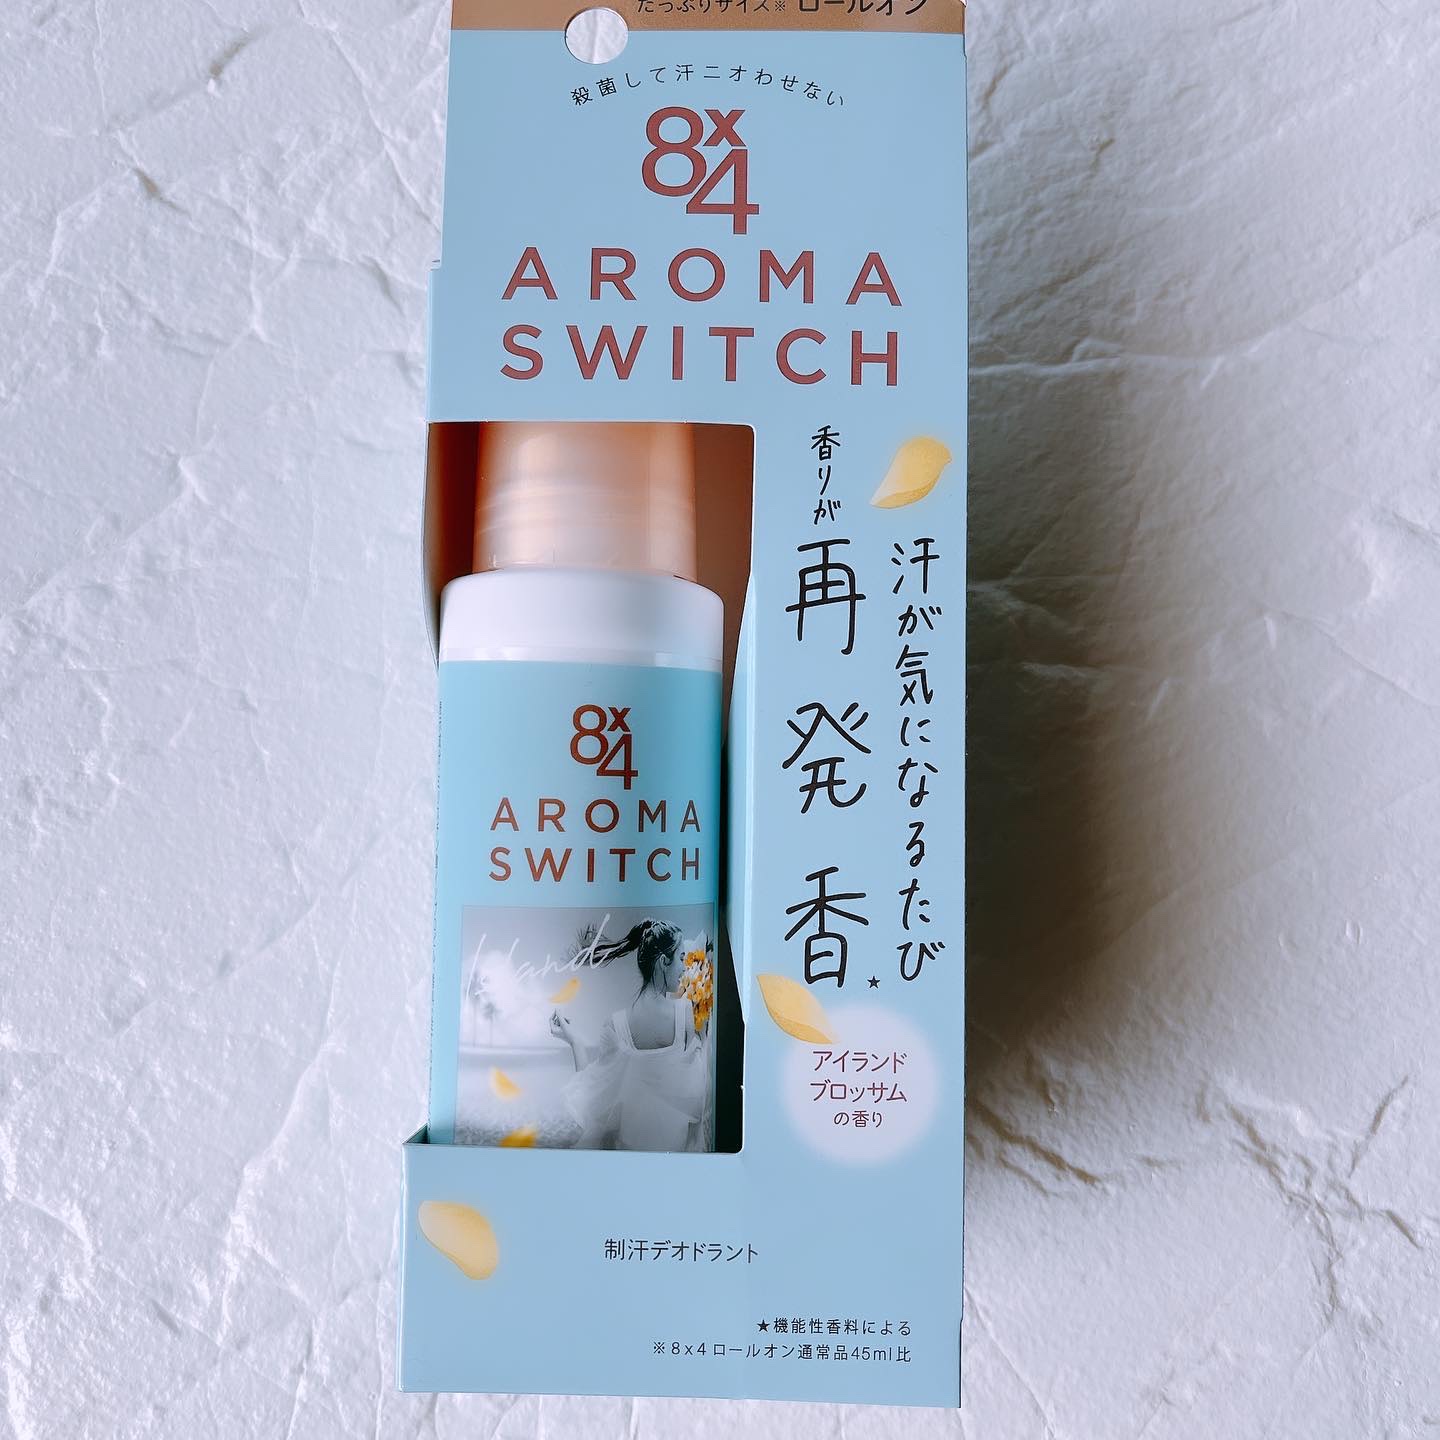 たっぷりサイズ※ ロールオン
殺菌して汗ニオわせない
8x4
AROMA
SWITCH
汗が気になるたび
香りが再発香★
アイランド
ブロッサム
の香り
8x4
AROMA
SWITCH
Island
制汗デオドラント
★機能性香料による
※8x4ロールオン通常品45ml比